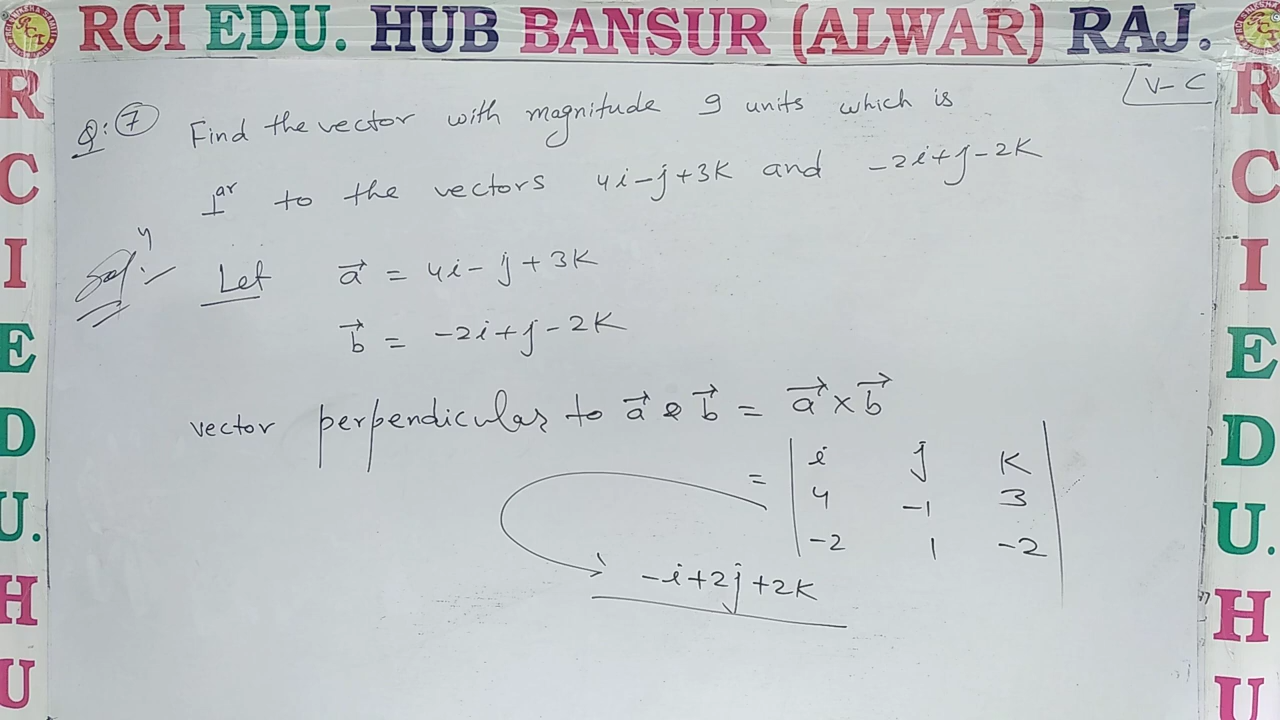 RCI EDU. HUB BANSUR (ALWAR) RAJ.
R
C
I
E
D
U.
H
U
V-C
Q:⑦ Find the vector with magnitude 9 units which is
⊥ar to the vectors 4i-j+3k and -2i+j-2k
Sol.n:- Let a⃗ = 4i-j+3k
b⃗ = -2i+j-2k
vector perpendicular to a⃗ & b⃗ = a⃗ x b⃗
= | i j k |
| 4 -1 3 |
| -2 1 -2 |
-i+2j+2k
R
C
I
E
D
U.
H
U